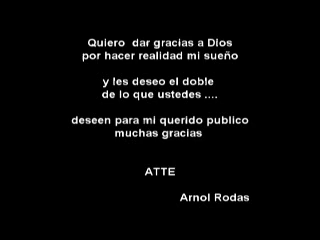 Quiero dar gracias a DIos
por hacer realidad mi sueño
y les deseo el doble
de lo que ustedes ....
deseen para mi querido publico
muchas gracias
ATTE
Arnol Rodas